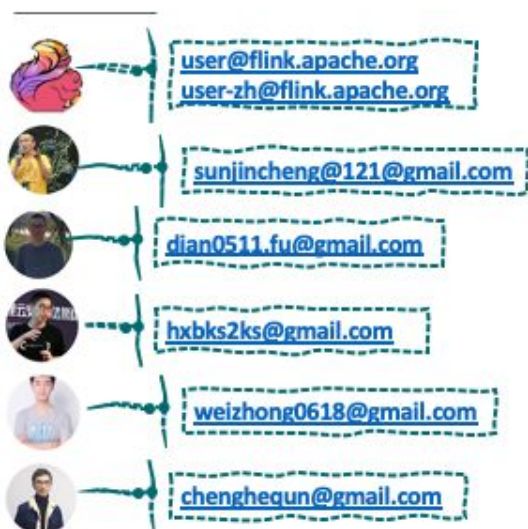 user@flink.apache.org
user-zh@flink.apache.org
sunjincheng@121@gmail.com
dian0511.fu@gmail.com
hxbks2ks@gmail.com
weizhong0618@gmail.com
chenghequn@gmail.com